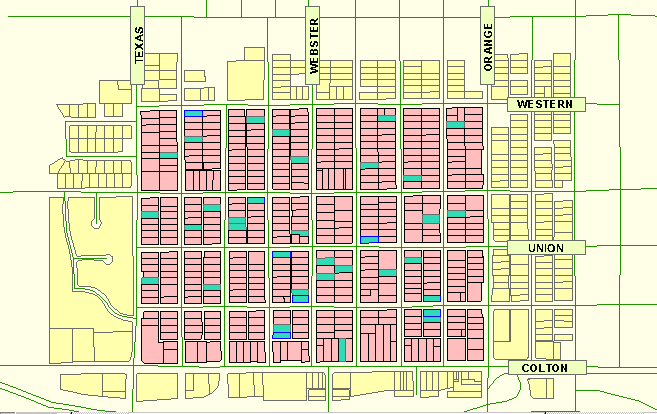 TEXAS
WEBSTER
ORANGE
WESTERN
UNION
COLTON